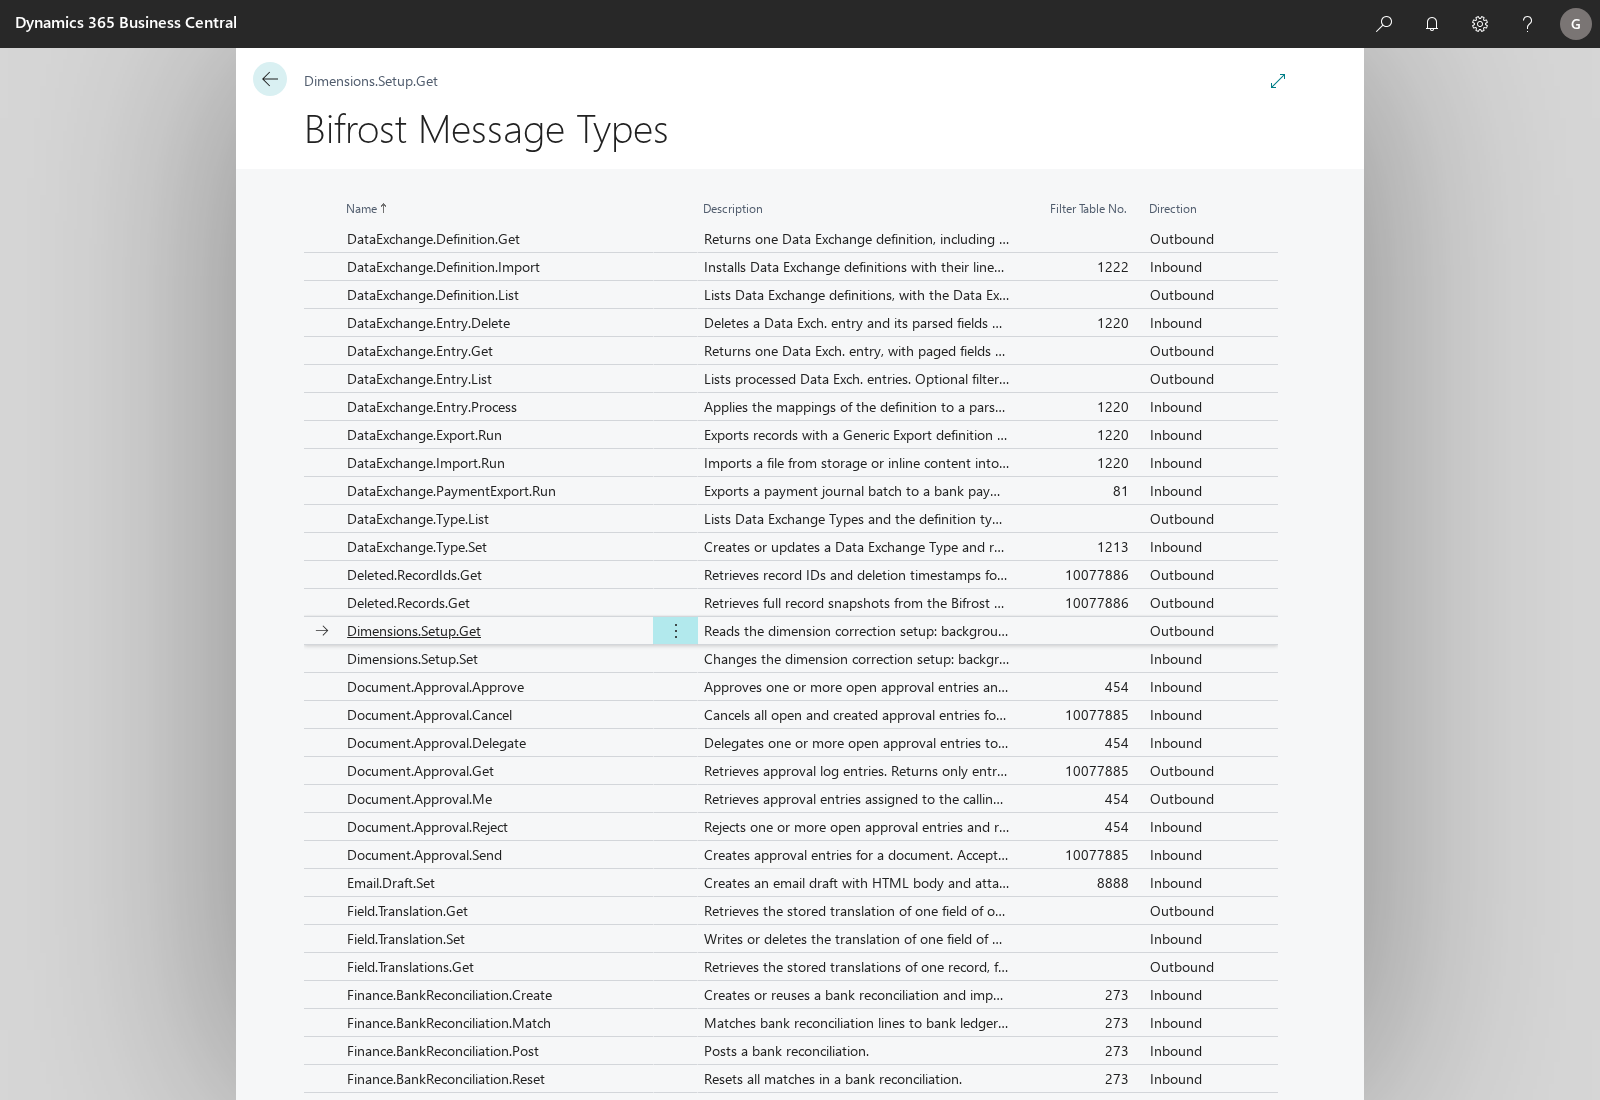 Dynamics 365 Business Central
G
Dimensions.Setup.Get
Bifrost Message Types
Name ↑ Description Filter Table No. Direction
DataExchange.Definition.Get Returns one Data Exchange definition, including ... Outbound
DataExchange.Definition.Import Installs Data Exchange definitions with their line... 1222 Inbound
DataExchange.Definition.List Lists Data Exchange definitions, with the Data Ex... Outbound
DataExchange.Entry.Delete Deletes a Data Exch. entry and its parsed fields ... 1220 Inbound
DataExchange.Entry.Get Returns one Data Exch. entry, with paged fields ... Outbound
DataExchange.Entry.List Lists processed Data Exch. entries. Optional filter... Outbound
DataExchange.Entry.Process Applies the mappings of the definition to a pars... 1220 Inbound
DataExchange.Export.Run Exports records with a Generic Export definition ... 1220 Inbound
DataExchange.Import.Run Imports a file from storage or inline content into... 1220 Inbound
DataExchange.PaymentExport.Run Exports a payment journal batch to a bank pay... 81 Inbound
DataExchange.Type.List Lists Data Exchange Types and the definition ty... Outbound
DataExchange.Type.Set Creates or updates a Data Exchange Type and r... 1213 Inbound
Deleted.RecordIds.Get Retrieves record IDs and deletion timestamps fo... 10077886 Outbound
Deleted.Records.Get Retrieves full record snapshots from the Bifrost ... 10077886 Outbound
Dimensions.Setup.Get Reads the dimension correction setup: backgrou... Outbound
Dimensions.Setup.Set Changes the dimension correction setup: backgr... Inbound
Document.Approval.Approve Approves one or more open approval entries an... 454 Inbound
Document.Approval.Cancel Cancels all open and created approval entries fo... 10077885 Inbound
Document.Approval.Delegate Delegates one or more open approval entries to... 454 Inbound
Document.Approval.Get Retrieves approval log entries. Returns only entr... 10077885 Outbound
Document.Approval.Me Retrieves approval entries assigned to the callin... 454 Outbound
Document.Approval.Reject Rejects one or more open approval entries and r... 454 Inbound
Document.Approval.Send Creates approval entries for a document. Accept... 10077885 Inbound
Email.Draft.Set Creates an email draft with HTML body and atta... 8888 Inbound
Field.Translation.Get Retrieves the stored translation of one field of o... Outbound
Field.Translation.Set Writes or deletes the translation of one field of ... Inbound
Field.Translations.Get Retrieves the stored translations of one record, f... Outbound
Finance.BankReconciliation.Create Creates or reuses a bank reconciliation and imp... 273 Inbound
Finance.BankReconciliation.Match Matches bank reconciliation lines to bank ledger... 273 Inbound
Finance.BankReconciliation.Post Posts a bank reconciliation. 273 Inbound
Finance.BankReconciliation.Reset Resets all matches in a bank reconciliation. 273 Inbound